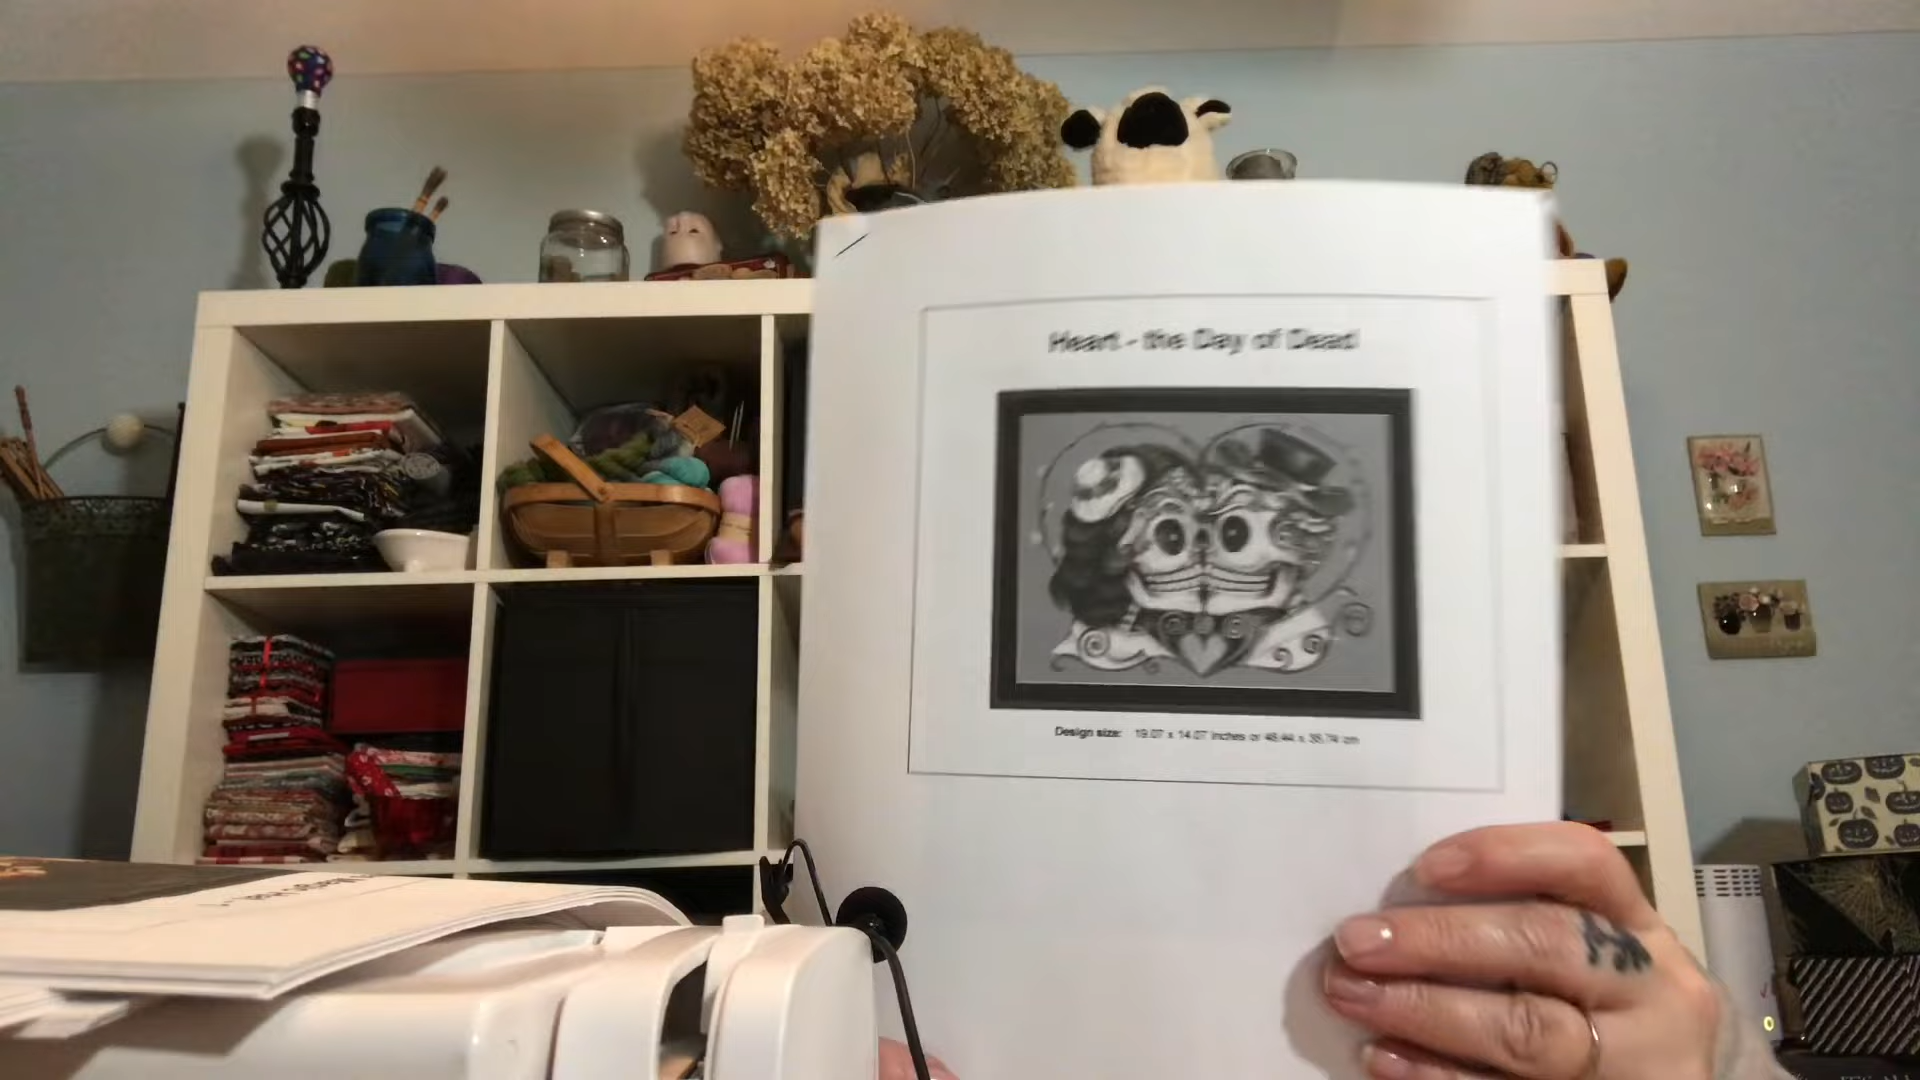 Heart - the Day of Dead
Design size: 19.07 x 14.07 inches or 48.44 x 35.74 cm